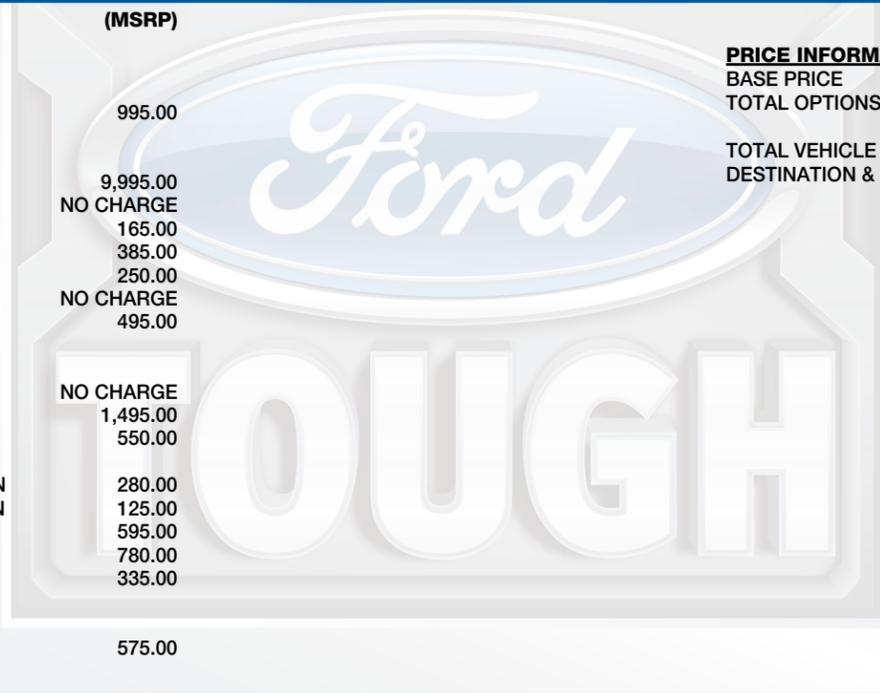 (MSRP)
995.00
9,995.00
NO CHARGE
165.00
385.00
250.00
NO CHARGE
495.00
NO CHARGE
1,495.00
550.00
N 280.00
N 125.00
595.00
780.00
335.00
575.00
PRICE INFORM
BASE PRICE
TOTAL OPTIONS
TOTAL VEHICLE
DESTINATION &
Ford
TOUGH